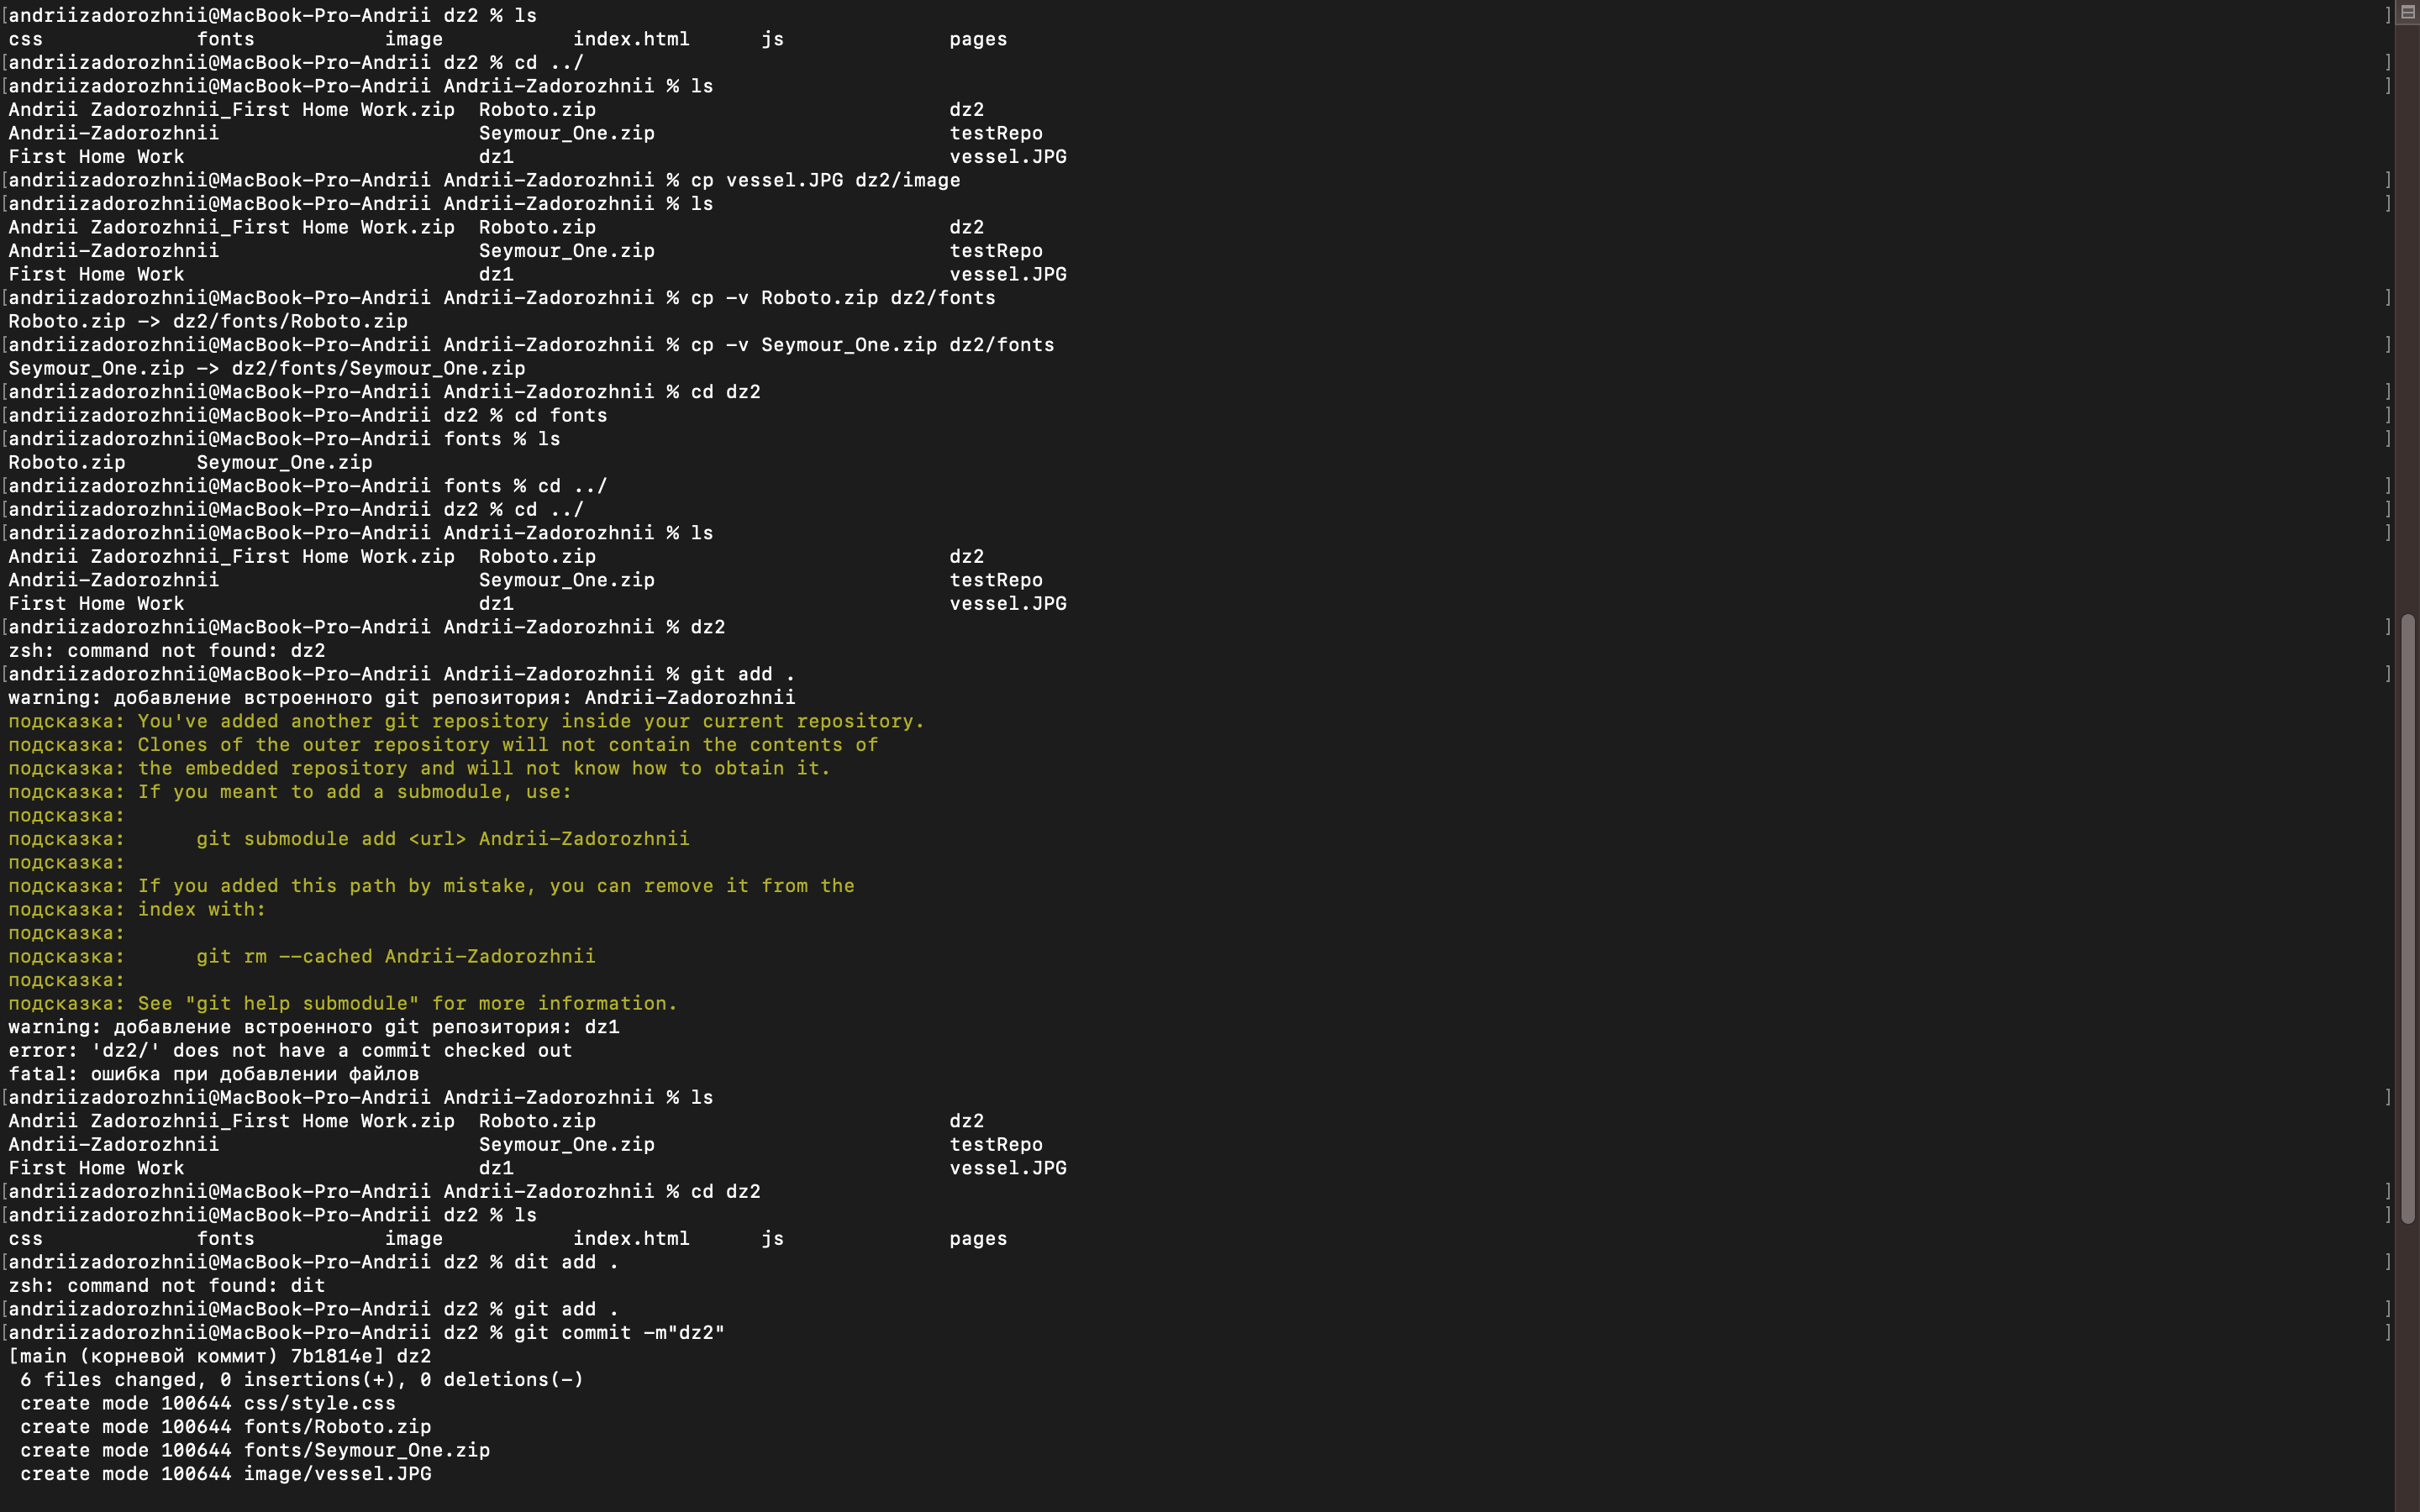 [andriizadorozhnii@MacBook-Pro-Andrii dz2 % ls ]
css fonts image index.html js pages
[andriizadorozhnii@MacBook-Pro-Andrii dz2 % cd ../ ]
[andriizadorozhnii@MacBook-Pro-Andrii Andrii-Zadorozhnii % ls ]
Andrii Zadorozhnii_First Home Work.zip Roboto.zip dz2
Andrii-Zadorozhnii Seymour_One.zip testRepo
First Home Work dz1 vessel.JPG
[andriizadorozhnii@MacBook-Pro-Andrii Andrii-Zadorozhnii % cp vessel.JPG dz2/image ]
[andriizadorozhnii@MacBook-Pro-Andrii Andrii-Zadorozhnii % ls ]
Andrii Zadorozhnii_First Home Work.zip Roboto.zip dz2
Andrii-Zadorozhnii Seymour_One.zip testRepo
First Home Work dz1 vessel.JPG
[andriizadorozhnii@MacBook-Pro-Andrii Andrii-Zadorozhnii % cp -v Roboto.zip dz2/fonts ]
Roboto.zip -> dz2/fonts/Roboto.zip
[andriizadorozhnii@MacBook-Pro-Andrii Andrii-Zadorozhnii % cp -v Seymour_One.zip dz2/fonts ]
Seymour_One.zip -> dz2/fonts/Seymour_One.zip
[andriizadorozhnii@MacBook-Pro-Andrii Andrii-Zadorozhnii % cd dz2 ]
[andriizadorozhnii@MacBook-Pro-Andrii dz2 % cd fonts ]
[andriizadorozhnii@MacBook-Pro-Andrii fonts % ls ]
Roboto.zip Seymour_One.zip
[andriizadorozhnii@MacBook-Pro-Andrii fonts % cd ../ ]
[andriizadorozhnii@MacBook-Pro-Andrii dz2 % cd ../ ]
[andriizadorozhnii@MacBook-Pro-Andrii Andrii-Zadorozhnii % ls ]
Andrii Zadorozhnii_First Home Work.zip Roboto.zip dz2
Andrii-Zadorozhnii Seymour_One.zip testRepo
First Home Work dz1 vessel.JPG
[andriizadorozhnii@MacBook-Pro-Andrii Andrii-Zadorozhnii % dz2 ]
zsh: command not found: dz2
[andriizadorozhnii@MacBook-Pro-Andrii Andrii-Zadorozhnii % git add . ]
warning: добавление встроенного git репозитория: Andrii-Zadorozhnii
подсказка: You've added another git repository inside your current repository.
подсказка: Clones of the outer repository will not contain the contents of
подсказка: the embedded repository and will not know how to obtain it.
подсказка: If you meant to add a submodule, use:
подсказка:
подсказка: git submodule add <url> Andrii-Zadorozhnii
подсказка:
подсказка: If you added this path by mistake, you can remove it from the
подсказка: index with:
подсказка:
подсказка: git rm --cached Andrii-Zadorozhnii
подсказка:
подсказка: See "git help submodule" for more information.
warning: добавление встроенного git репозитория: dz1
error: 'dz2/' does not have a commit checked out
fatal: ошибка при добавлении файлов
[andriizadorozhnii@MacBook-Pro-Andrii Andrii-Zadorozhnii % ls ]
Andrii Zadorozhnii_First Home Work.zip Roboto.zip dz2
Andrii-Zadorozhnii Seymour_One.zip testRepo
First Home Work dz1 vessel.JPG
[andriizadorozhnii@MacBook-Pro-Andrii Andrii-Zadorozhnii % cd dz2 ]
[andriizadorozhnii@MacBook-Pro-Andrii dz2 % ls ]
css fonts image index.html js pages
[andriizadorozhnii@MacBook-Pro-Andrii dz2 % dit add . ]
zsh: command not found: dit
[andriizadorozhnii@MacBook-Pro-Andrii dz2 % git add . ]
[andriizadorozhnii@MacBook-Pro-Andrii dz2 % git commit -m"dz2" ]
[main (корневой коммит) 7b1814e] dz2
6 files changed, 0 insertions(+), 0 deletions(-)
create mode 100644 css/style.css
create mode 100644 fonts/Roboto.zip
create mode 100644 fonts/Seymour_One.zip
create mode 100644 image/vessel.JPG